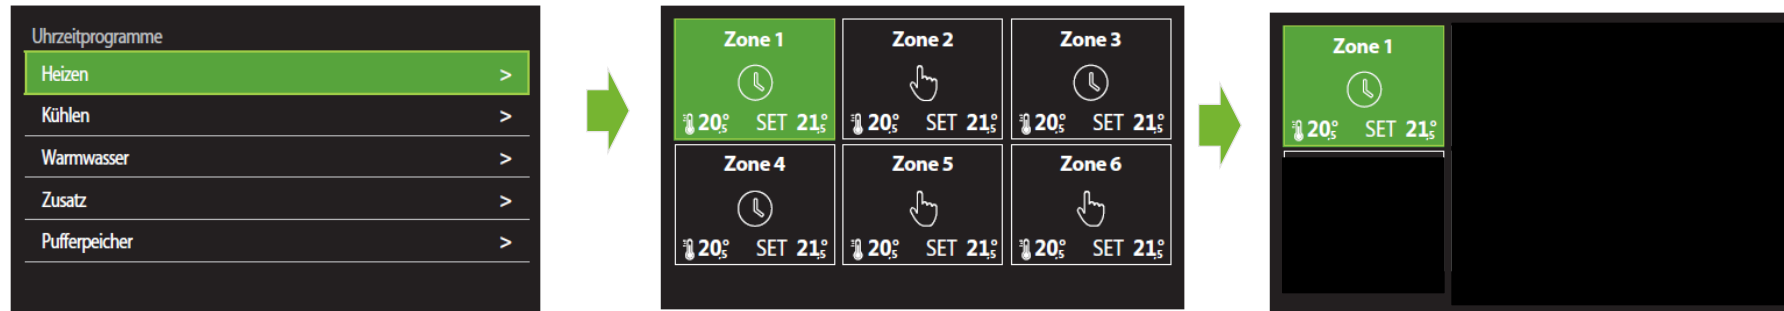 Uhrzeitprogramme
Heizen >
Kühlen >
Warmwasser >
Zusatz >
Pufferpeicher >
Zone 1 Zone 2 Zone 3
20,5° SET 21,5° 20,5° SET 21,5° 20,5° SET 21,5°
Zone 4 Zone 5 Zone 6
20,5° SET 21,5° 20,5° SET 21,5° 20,5° SET 21,5°
Zone 1
20,5° SET 21,5°